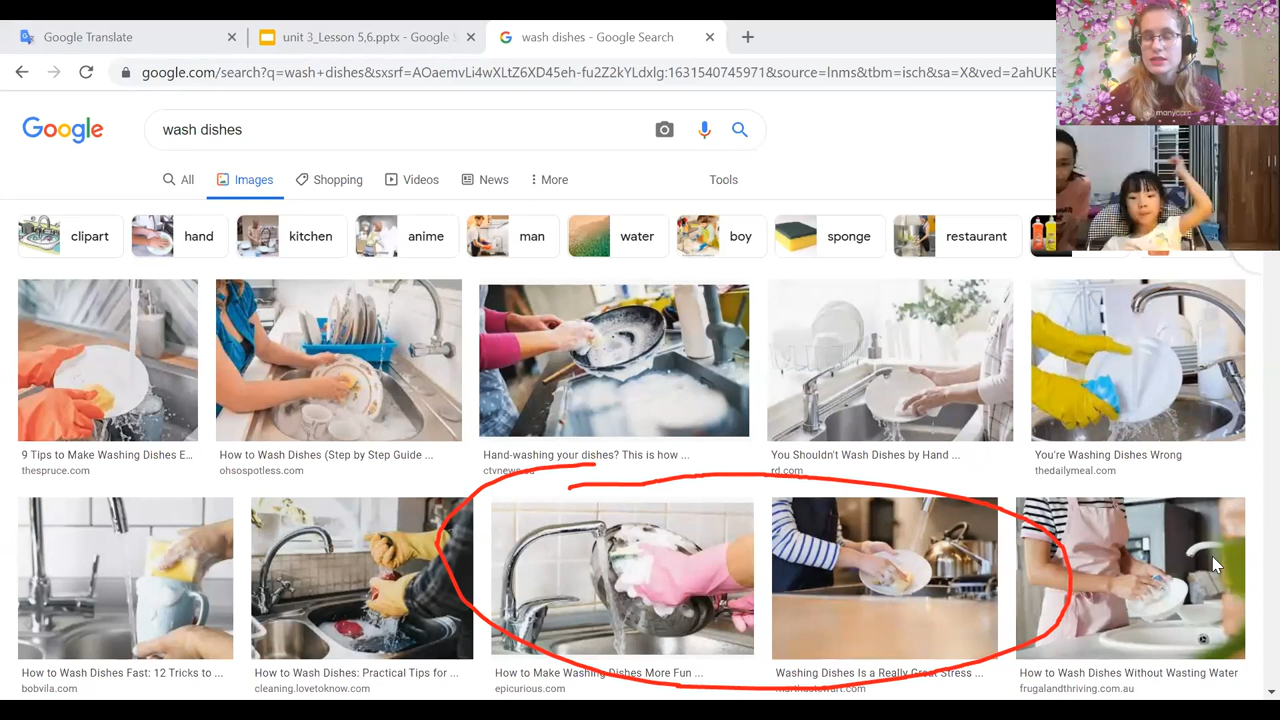 Google Translate
unit 3_Lesson 5,6.pptx - Google S
wash dishes - Google Search
google.com/search?q=wash+dishes&sxsrf=AOaemvLi4wXLtZ6XD45eh-fu2Z2kYLdxlg:1631540745971&source=lnms&tbm=isch&sa=X&ved=2ahUKE
manycam
Google
wash dishes
All
Images
Shopping
Videos
News
More
Tools
clipart
hand
kitchen
anime
man
water
boy
sponge
restaurant
9 Tips to Make Washing Dishes E...
thespruce.com
How to Wash Dishes (Step by Step Guide ...
ohsospotless.com
Hand-washing your dishes? This is how ...
You Shouldn't Wash Dishes by Hand ...
rd.com
You're Washing Dishes Wrong
thedailymeal.com
How to Wash Dishes Fast: 12 Tricks to ...
bobvila.com
How to Wash Dishes: Practical Tips for ...
cleaning.lovetoknow.com
How to Make Washing Dishes More Fun ...
epicurious.com
Washing Dishes Is a Really Great Stress ...
marthastewart.com
How to Wash Dishes Without Wasting Water
frugalandthriving.com.au